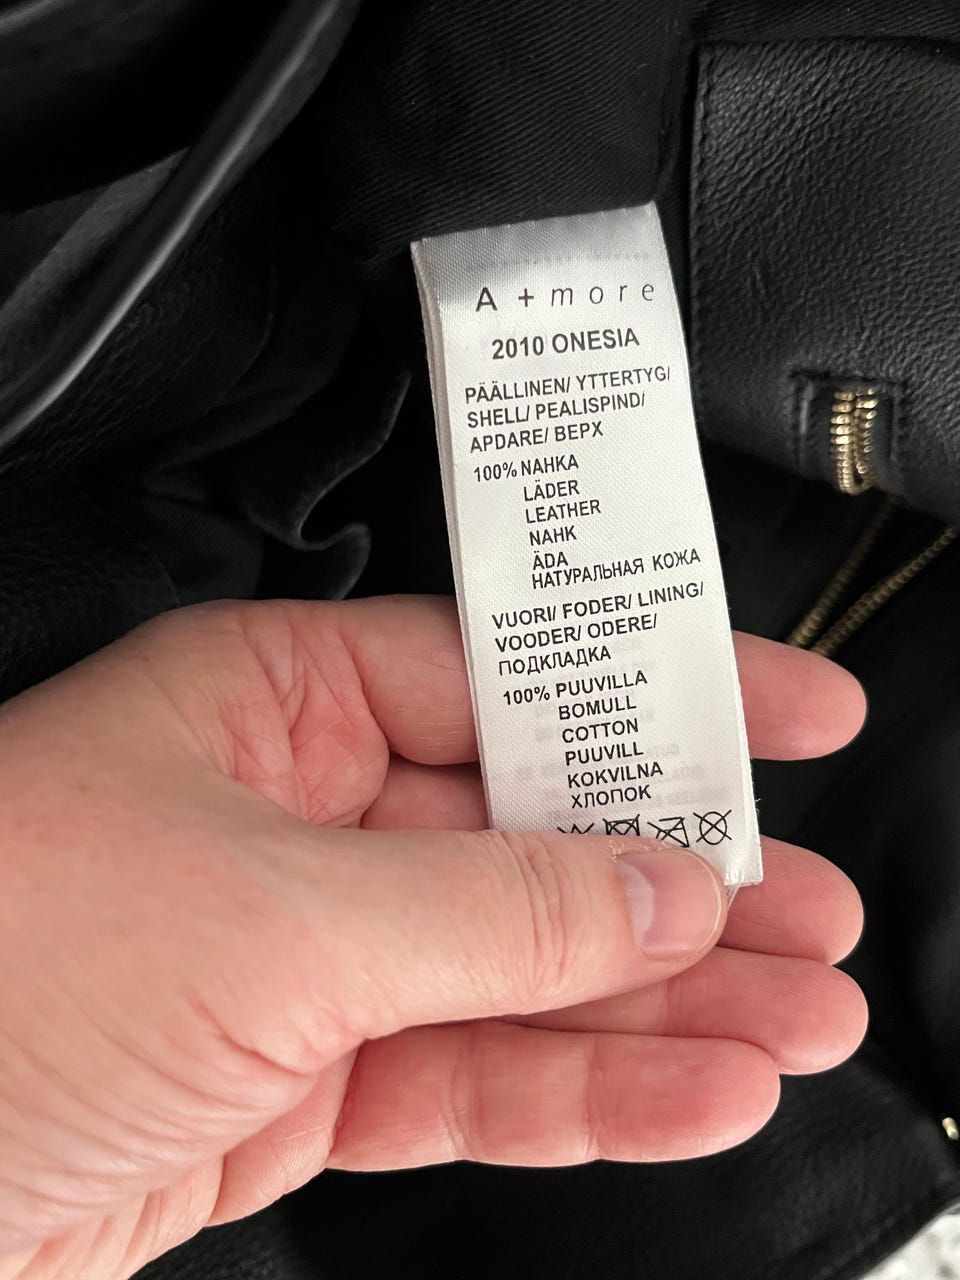 A + more
2010 ONESIA
PÄÄLLINEN/ YTTERTYG/
SHELL/ PEALISPIND/
APDARE/ ВЕРХ
100% NAHKA
LÄDER
LEATHER
NAHK
ĀDA
НАТУРАЛЬНАЯ КОЖА
VUORI/ FODER/ LINING/
VOODER/ ODERE/
ПОДКЛАДКА
100% PUUVILLA
BOMULL
COTTON
PUUVILL
KOKVILNA
ХЛОПОК